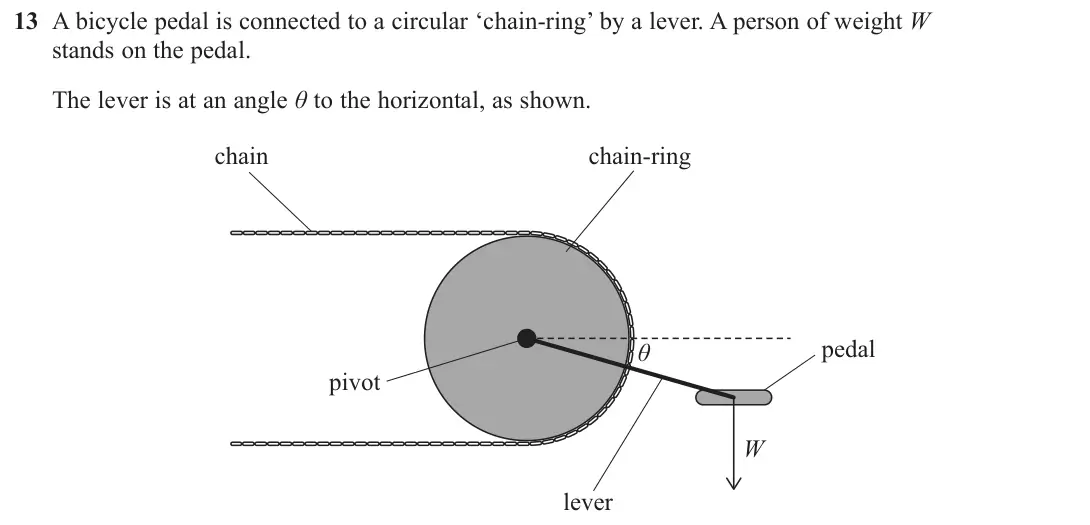 13 A bicycle pedal is connected to a circular ‘chain-ring’ by a lever. A person of weight W
stands on the pedal.
The lever is at an angle θ to the horizontal, as shown.
chain
chain-ring
θ
pedal
pivot
W
lever